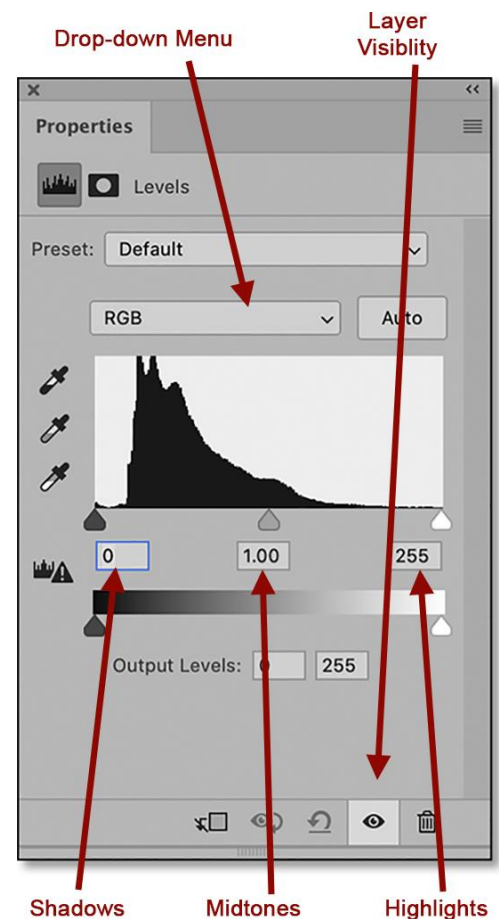 Layer
Visiblity
Drop-down Menu
Properties
Levels
Preset: Default
RGB Auto
0 1.00 255
Output Levels: 0 255
Shadows Midtones Highlights